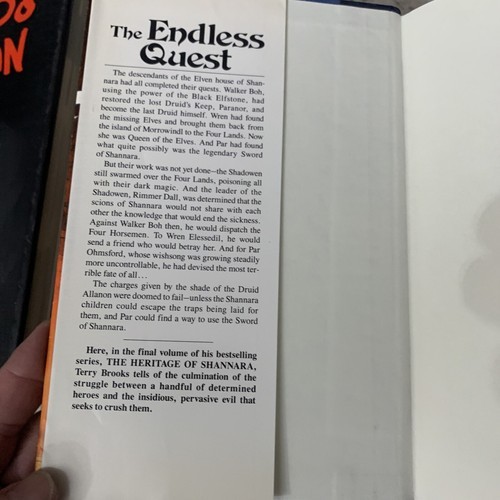 The Endless
Quest
The descendants of the Elven house of Shan-
nara had all completed their quests. Walker Boh,
using the power of the Black Elfstone, had
restored the lost Druid's Keep, Paranor, and
become the last Druid himself. Wren had found
the missing Elves and brought them back from
the island of Morrowindl to the Four Lands. Now
she was Queen of the Elves. And Par had found
what quite possibly was the legendary Sword
of Shannara.
But their work was not yet done—the Shadowen
still swarmed over the Four Lands, poisoning all
with their dark magic. And the leader of the
Shadowen, Rimmer Dall, was determined that the
scions of Shannara would not share with each
other the knowledge that would end the sickness.
Against Walker Boh then, he would dispatch the
Four Horsemen. To Wren Elessedil, he would
send a friend who would betray her. And for Par
Ohmsford, whose wishsong was growing steadily
more uncontrollable, he had devised the most ter-
rible fate of all...
The charges given by the shade of the Druid
Allanon were doomed to fail—unless the Shannara
children could escape the traps being laid for
them, and Par could find a way to use the Sword
of Shannara.
Here, in the final volume of his bestselling
series, THE HERITAGE OF SHANNARA,
Terry Brooks tells of the culmination of the
struggle between a handful of determined
heroes and the insidious, pervasive evil that
seeks to crush them.